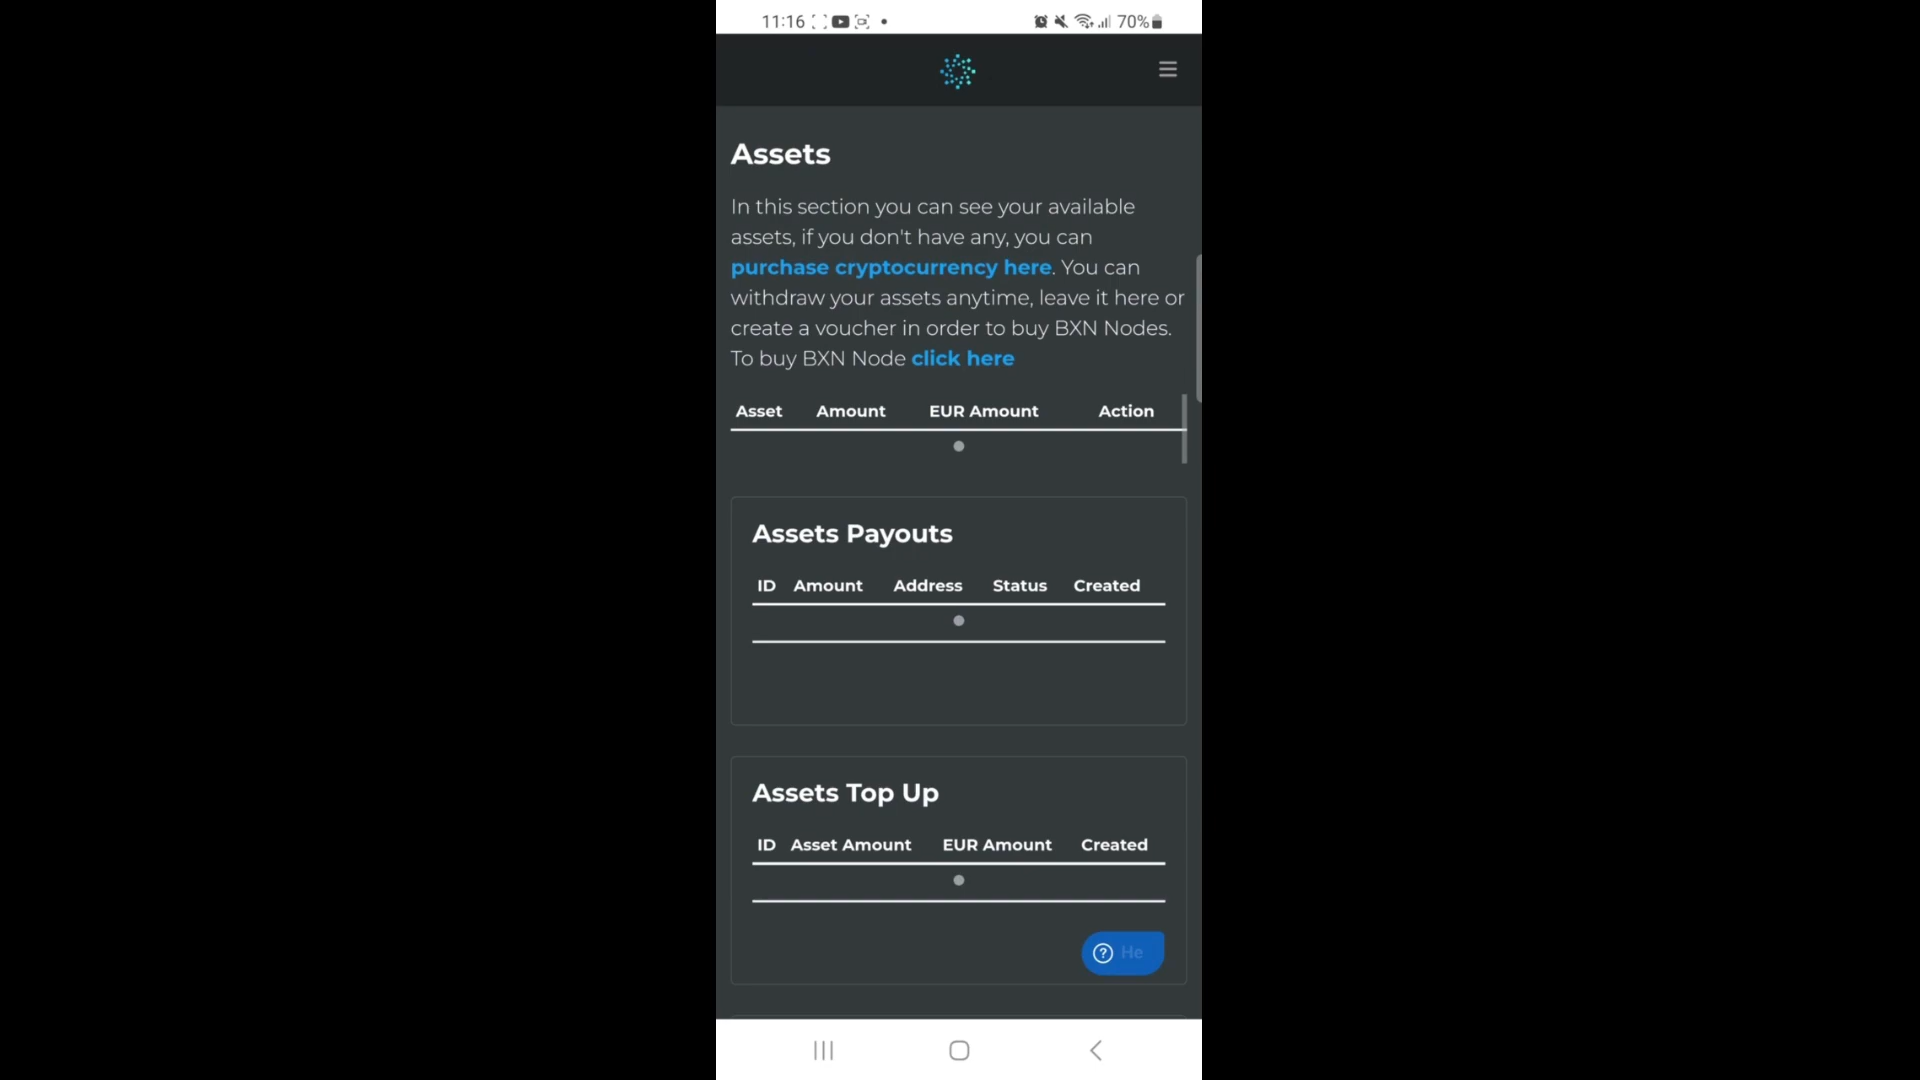 11:16
70%
Assets
In this section you can see your available
assets, if you don't have any, you can
purchase cryptocurrency here. You can
withdraw your assets anytime, leave it here or
create a voucher in order to buy BXN Nodes.
To buy BXN Node click here
Asset Amount EUR Amount Action
Assets Payouts
ID Amount Address Status Created
Assets Top Up
ID Asset Amount EUR Amount Created
? He